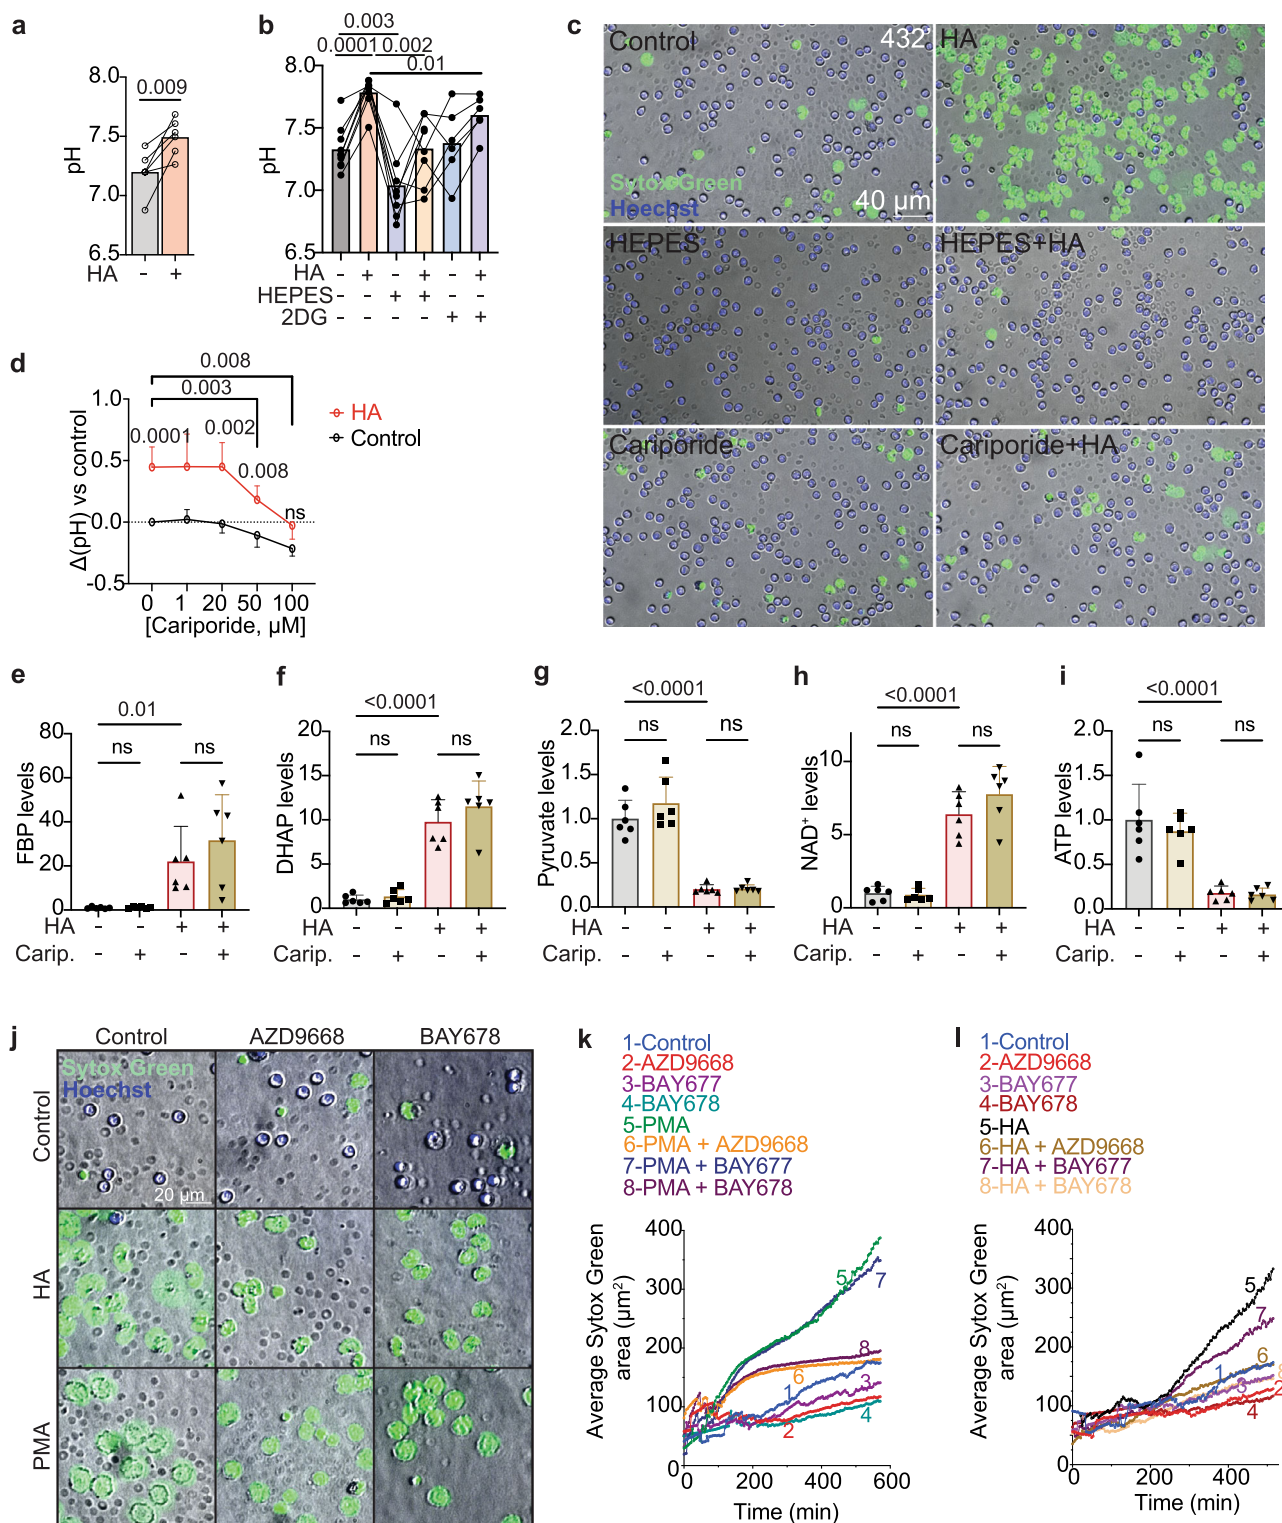 a
0.009
8.0
7.5
7.0
6.5
pH
HA - +
b
0.003
0.0001 0.002
0.01
8.0
7.5
7.0
6.5
pH
HA - + - + - +
HEPES - - + + - -
2DG - - - - + +
c
Control 432 HA
Sytox Green
Hoechst 40 µm
HEPES HEPES+HA
Cariporide Cariporide+HA
d
0.008
0.003
0.0001 0.002
0.008
ns
1.0
0.5
0.0
-0.5
Δ(pH) vs control
0 1 20 50 100
[Cariporide, µM]
HA
Control
e
0.01
ns ns
80
60
40
20
0
FBP levels
HA - - + +
Carip. - + - +
f
<0.0001
ns ns
20
15
10
5
0
DHAP levels
HA - - + +
Carip. - + - +
g
<0.0001
ns ns
2.0
1.5
1.0
0.5
0.0
Pyruvate levels
HA - - + +
Carip. - + - +
h
<0.0001
ns ns
10
5
0
NAD⁺ levels
HA - - + +
Carip. - + - +
i
<0.0001
ns ns
2.0
1.5
1.0
0.5
0.0
ATP levels
HA - - + +
Carip. - + - +
j
Control AZD9668 BAY678
Sytox Green
Hoechst
20 µm
Control
HA
PMA
k
1-Control
2-AZD9668
3-BAY677
4-BAY678
5-PMA
6-PMA + AZD9668
7-PMA + BAY677
8-PMA + BAY678
400
300
200
100
0
Average Sytox Green
area (µm²)
5
7
8
6
1
3
2
4
0 200 400 600
Time (min)
l
1-Control
2-AZD9668
3-BAY677
4-BAY678
5-HA
6-HA + AZD9668
7-HA + BAY677
8-HA + BAY678
400
300
200
100
0
Average Sytox Green
area (µm²)
5
7
6
1
8
3
2
4
0 200 400
Time (min)